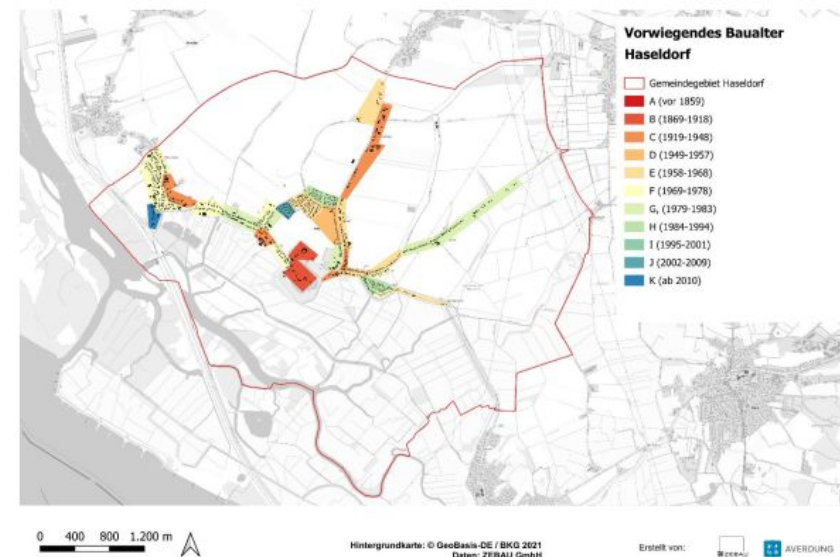 Vorwiegendes Baualter
Haseldorf
Gemeindegebiet Haseldorf
A (vor 1859)
B (1869-1918)
C (1919-1948)
D (1949-1957)
E (1958-1968)
F (1969-1978)
G, (1979-1983)
H (1984-1994)
I (1995-2001)
J (2002-2009)
K (ab 2010)
0 400 800 1.200 m
Hintergrundkarte: © GeoBasis-DE / BKG 2021
Daten: ZEBAU GmbH
Erstellt von:
ZEBAU
AVERDUNG